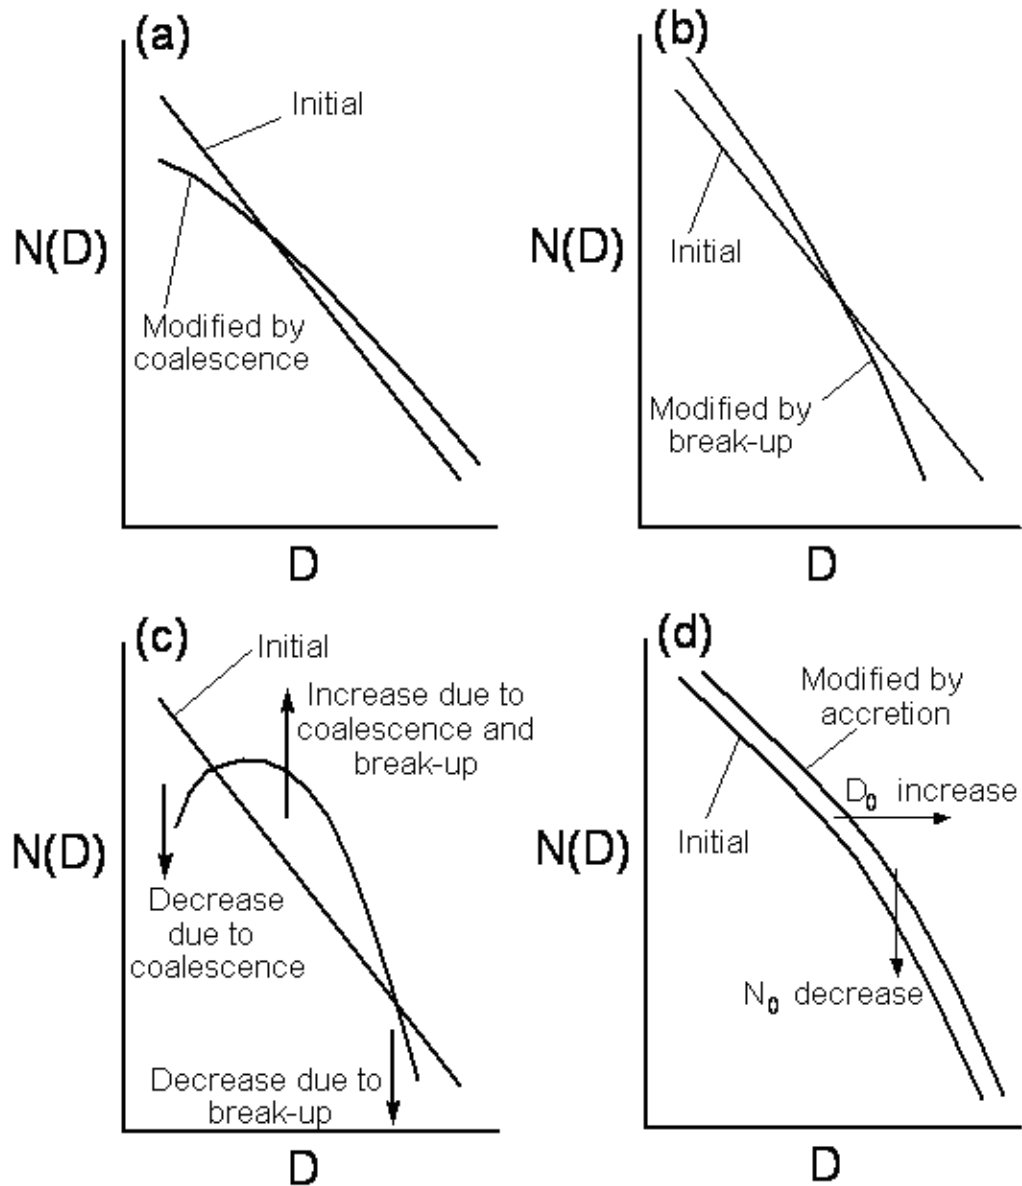 (a)
Initial
N(D)
Modified by
coalescence
D
(b)
N(D)
Initial
Modified by
break-up
D
(c)
Initial
Increase due to
coalescence and
break-up
N(D)
Decrease
due to
coalescence
Decrease due to
break-up
D
(d)
Modified by
accretion
D₀ increase
N(D)
Initial
N₀ decrease
D